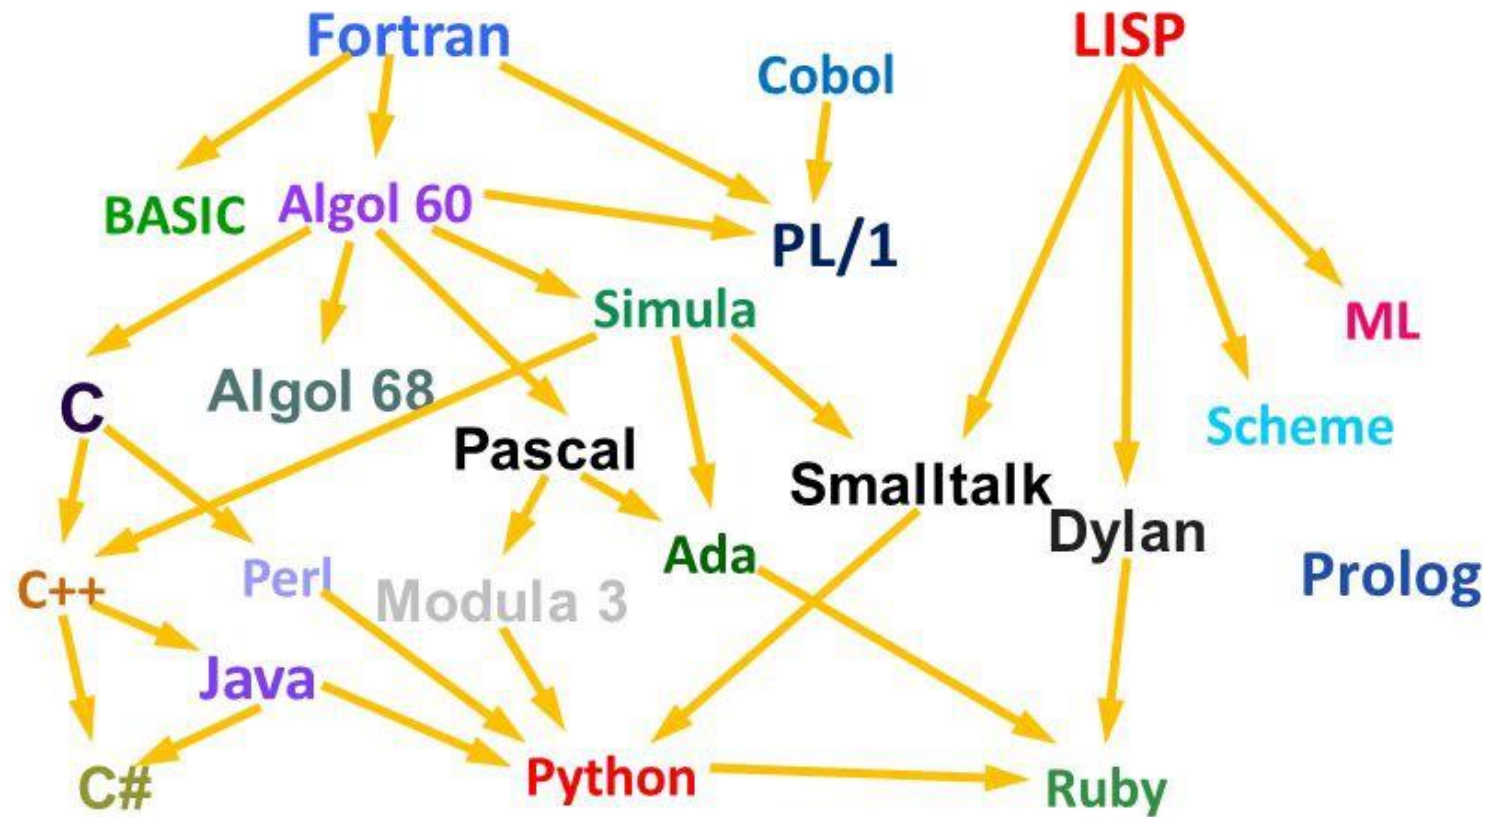 Fortran
LISP
Cobol
BASIC
Algol 60
PL/1
Simula
ML
C
Algol 68
Scheme
Pascal
Smalltalk
Dylan
Ada
Prolog
C++
Perl
Modula 3
Java
Python
C#
Ruby